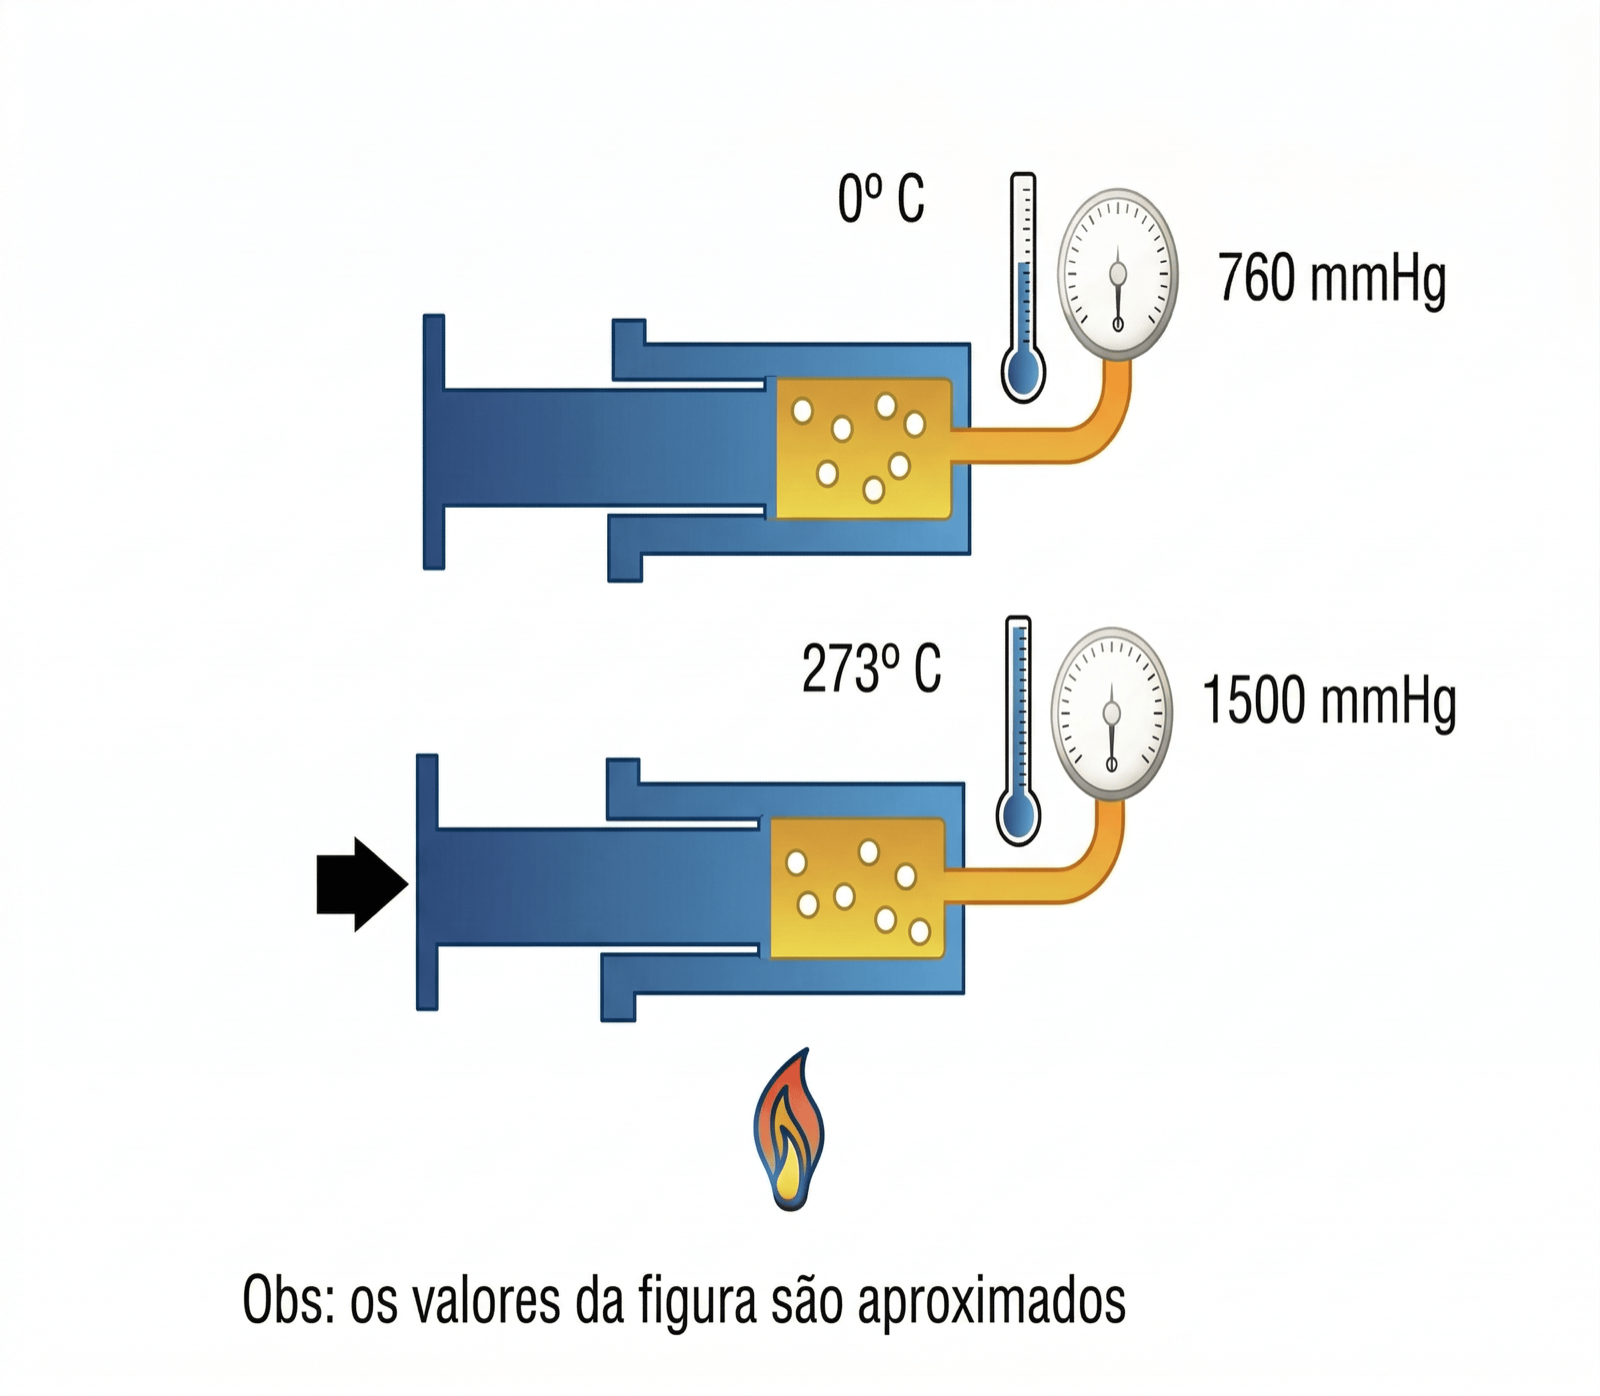 0º C
760 mmHg
273º C
1500 mmHg
Obs: os valores da figura são aproximados